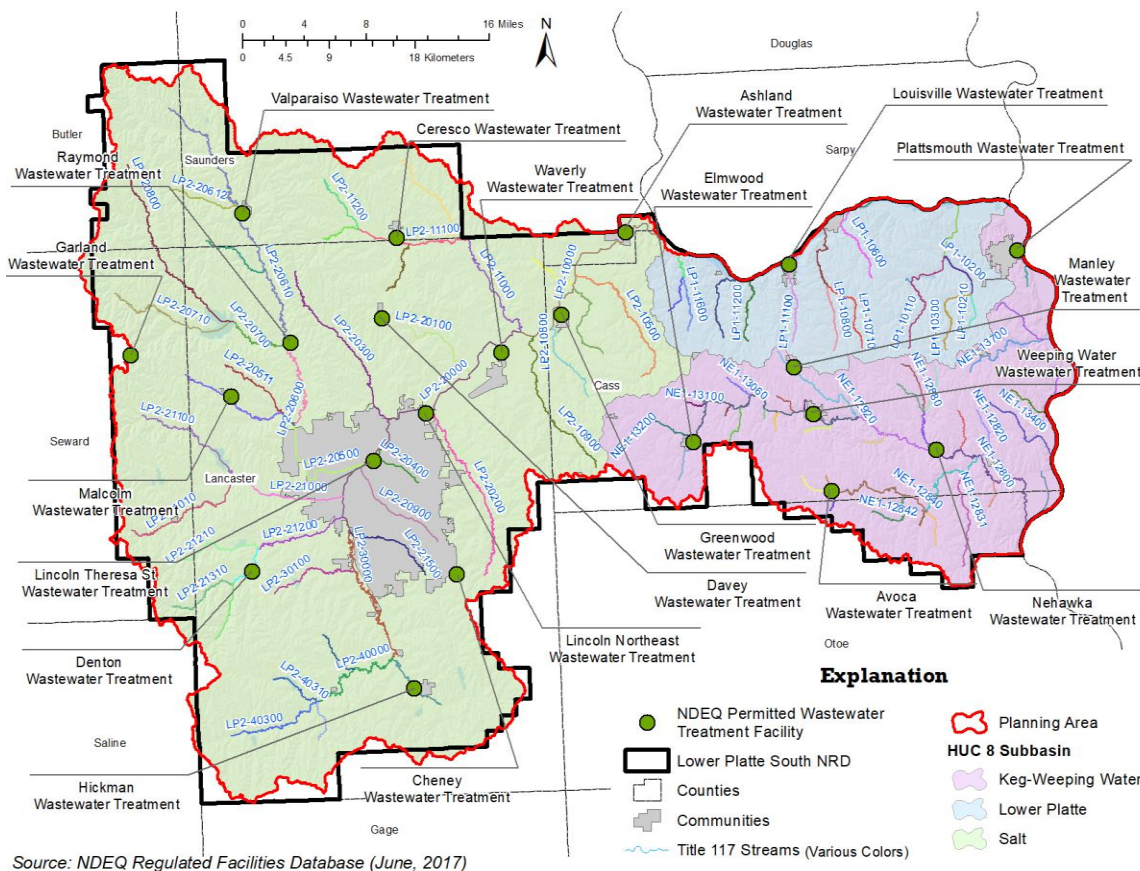 0 4 8 16 Miles
0 4.5 9 18 Kilometers
N
Douglas
Valparaiso Wastewater Treatment
Ceresco Wastewater Treatment
Ashland
Wastewater Treatment
Louisville Wastewater Treatment
Butler
Saunders
Sarpy
Raymond
Wastewater Treatment
Waverly
Wastewater Treatment
Elmwood
Wastewater Treatment
Plattsmouth Wastewater Treatment
Garland
Wastewater Treatment
Manley
Wastewater Treatment
Weeping Water
Wastewater Treatment
LP2-20800
LP2-20612
LP2-11200
LP2-11100
LP2-20610
LP2-11000
LP2-10900
LP2-20710
LP2-20700
LP2-20300
LP2-20100
LP2-10500
LP2-10800
LP2-20511
LP2-20600
LP2-20000
LP2-21100
LP2-10900
LP2-20500
LP2-20400
LP2-21000
LP2-20900
LP2-20200
LP2-21210
LP2-21200
LP2-21310
LP2-30100
LP2-30000
LP2-21500
LP2-40000
LP2-40310
LP2-40300
LP1-11600
LP1-11200
LP1-11100
LP1-10600
LP1-10800
LP1-10710
LP1-10110
LP1-10300
LP1-10200
LP1-10210
NE1-13700
NE1-13100
NE1-13060
NE1-13200
NE1-12920
NE1-12860
NE1-12820
NE1-13400
NE1-12800
NE1-12840
NE1-12842
NE1-12831
Cass
Seward
Lancaster
Malcolm
Wastewater Treatment
Lincoln Theresa St
Wastewater Treatment
Denton
Wastewater Treatment
Greenwood
Wastewater Treatment
Davey
Wastewater Treatment
Avoca
Wastewater Treatment
Nehawka
Wastewater Treatment
Lincoln Northeast
Wastewater Treatment
Otoe
Saline
Hickman
Wastewater Treatment
Cheney
Wastewater Treatment
Gage
Explanation
NDEQ Permitted Wastewater
Treatment Facility
Lower Platte South NRD
Counties
Communities
Title 117 Streams (Various Colors)
Planning Area
HUC 8 Subbasin
Keg-Weeping Water
Lower Platte
Salt
Source: NDEQ Regulated Facilities Database (June, 2017)